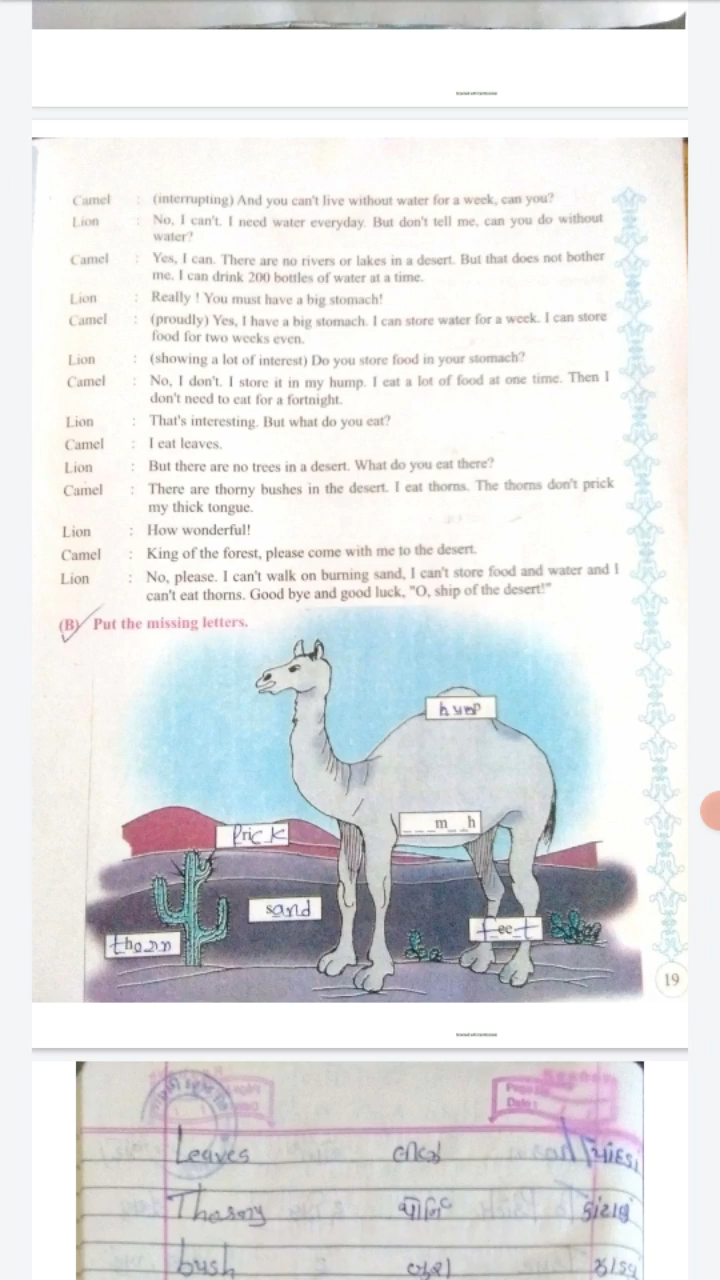 Camel : (interrupting) And you can't live without water for a week, can you?
Lion : No, I can't. I need water everyday. But don't tell me, can you do without
water?
Camel : Yes, I can. There are no rivers or lakes in a desert. But that does not bother
me. I can drink 200 bottles of water at a time.
Lion : Really ! You must have a big stomach!
Camel : (proudly) Yes, I have a big stomach. I can store water for a week. I can store
food for two weeks even.
Lion : (showing a lot of interest) Do you store food in your stomach?
Camel : No, I don't. I store it in my hump. I eat a lot of food at one time. Then I
don't need to eat for a fortnight.
Lion : That's interesting. But what do you eat?
Camel : I eat leaves.
Lion : But there are no trees in a desert. What do you eat there?
Camel : There are thorny bushes in the desert. I eat thorns. The thorns don't prick
my thick tongue.
Lion : How wonderful!
Camel : King of the forest, please come with me to the desert.
Lion : No, please. I can't walk on burning sand, I can't store food and water and I
can't eat thorns. Good bye and good luck, "O, ship of the desert!"
(B) Put the missing letters.
hump
_ _ _ m _ _ h
Prick
sand
feet
thorn
19
Leaves લીવ્સ
Thorny થોર્નિ
bush બુશ